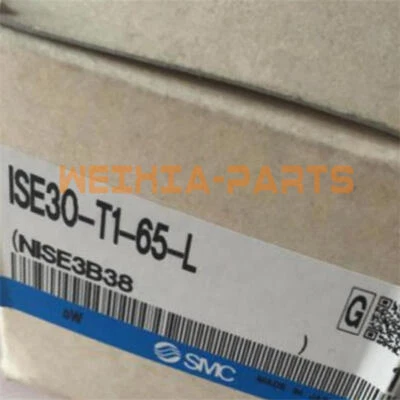 WEIHIA-PARTS
ISE30-T1-65-L
(NISE3B38
G
)
SMC
MADE IN